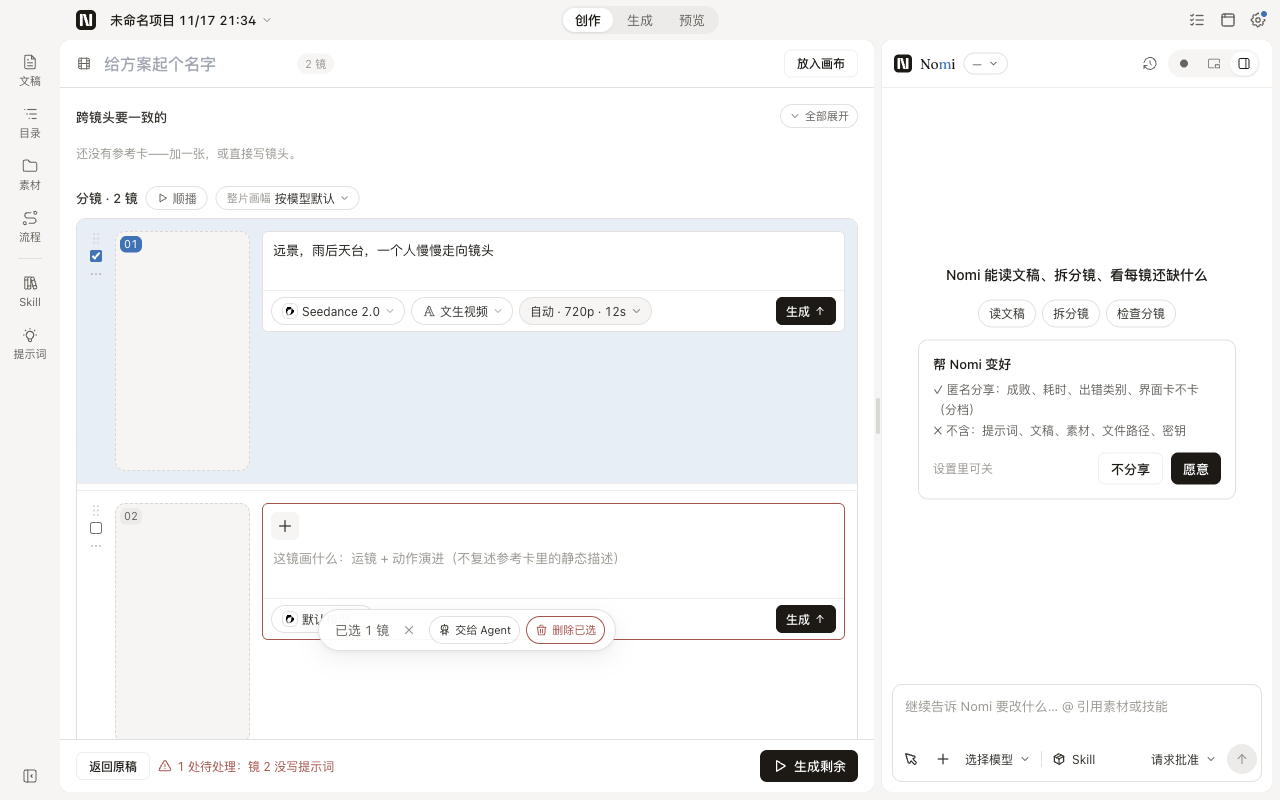 未命名项目 11/17 21:34
创作
生成
预览
文稿
目录
素材
流程
Skill
提示词
给方案起个名字
2 镜
放入画布
跨镜头要一致的
全部展开
还没有参考卡——加一张，或直接写镜头。
分镜 · 2 镜
顺播
整片画幅 按模型默认
01
远景，雨后天台，一个人慢慢走向镜头
Seedance 2.0
文生视频
自动 · 720p · 12s
生成
02
这镜画什么：运镜 + 动作演进（不复述参考卡里的静态描述）
生成
已选 1 镜
交给 Agent
删除已选
返回原稿
1 处待处理：镜 2 没写提示词
生成剩余
Nomi
Nomi 能读文稿、拆分镜、看每镜还缺什么
读文稿
拆分镜
检查分镜
帮 Nomi 变好
✓ 匿名分享：成败、耗时、出错类别、界面卡不卡
（分档）
✕ 不含：提示词、文稿、素材、文件路径、密钥
设置里可关
不分享
愿意
继续告诉 Nomi 要改什么... @ 引用素材或技能
选择模型
Skill
请求批准